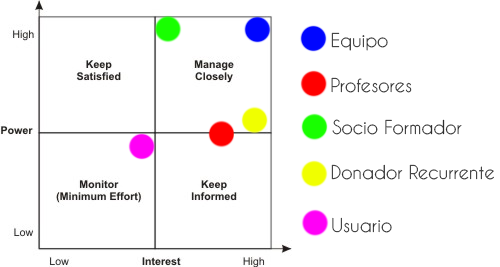 High
Keep
Satisfied
Manage
Closely
Power
Monitor
(Minimum Effort)
Keep
Informed
Low
Low
Interest
High
Equipo
Profesores
Socio Formador
Donador Recurrente
Usuario